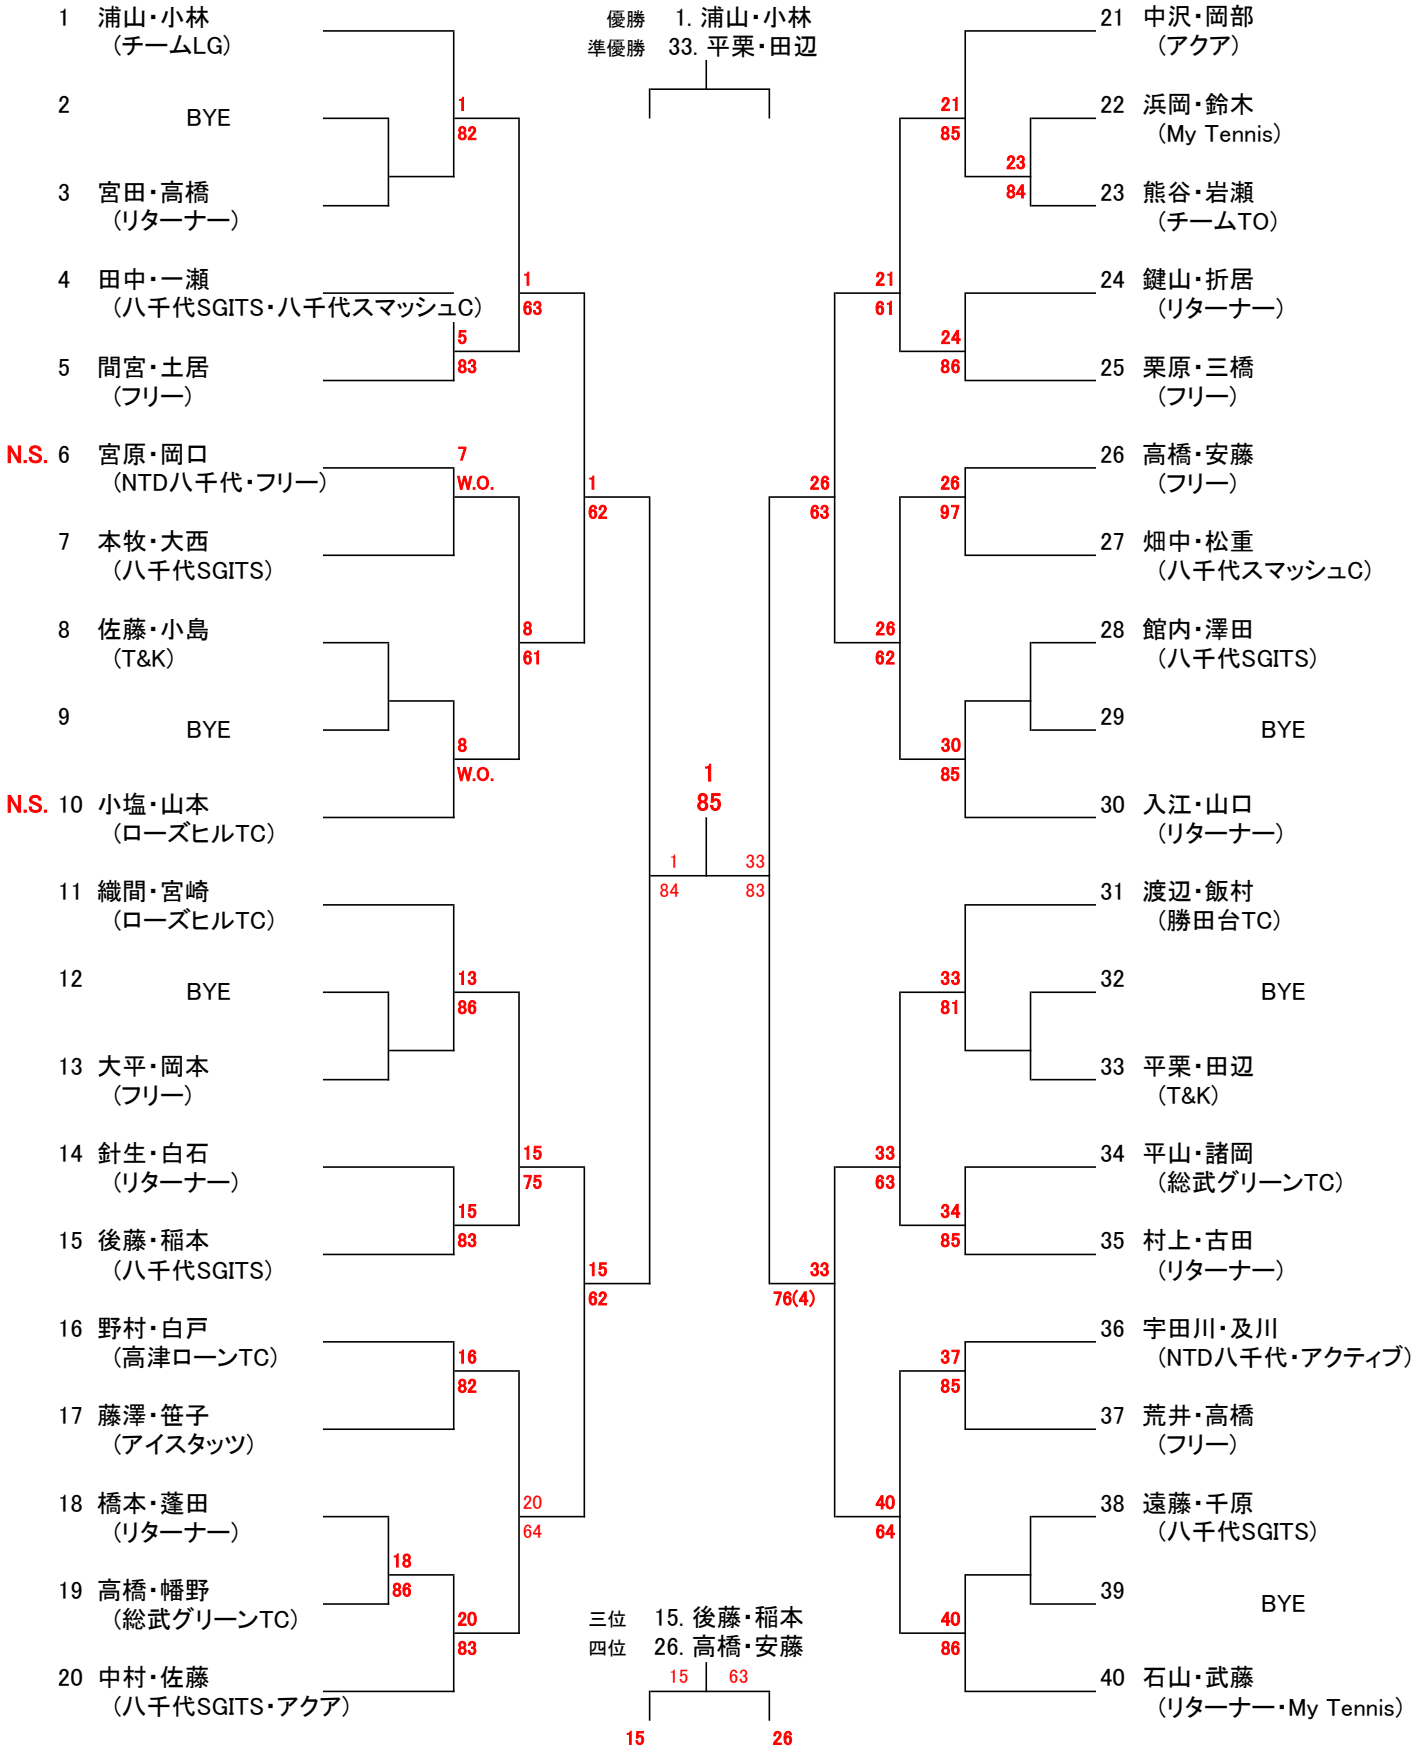 優勝 1. 浦山・小林
準優勝 33. 平栗・田辺
1 浦山・小林
(チームLG)
2 BYE
1
82
3 宮田・高橋
(リターナー)
4 田中・一瀬
(八千代SGITS・八千代スマッシュC)
1
63
5
83
5 間宮・土居
(フリー)
N.S. 6 宮原・岡口
(NTD八千代・フリー)
7
W.O.
1
62
7 本牧・大西
(八千代SGITS)
8 佐藤・小島
(T&K)
8
61
9 BYE
8
W.O.
N.S. 10 小塩・山本
(ローズヒルTC)
11 織間・宮崎
(ローズヒルTC)
12 BYE
13
86
13 大平・岡本
(フリー)
14 針生・白石
(リターナー)
15
75
15
83
15 後藤・稲本
(八千代SGITS)
15
62
16 野村・白戸
(高津ローンTC)
16
82
17 藤澤・笹子
(アイスタッツ)
18 橋本・蓬田
(リターナー)
20
64
18
86
19 高橋・幡野
(総武グリーンTC)
20
83
20 中村・佐藤
(八千代SGITS・アクア)
1
85
1 33
84 83
21 中沢・岡部
(アクア)
21
85
22 浜岡・鈴木
(My Tennis)
23
84
23 熊谷・岩瀬
(チームTO)
21
61
24 鍵山・折居
(リターナー)
24
86
25 栗原・三橋
(フリー)
26 高橋・安藤
(フリー)
26
63
26
97
27 畑中・松重
(八千代スマッシュC)
26
62
28 館内・澤田
(八千代SGITS)
29 BYE
30
85
30 入江・山口
(リターナー)
31 渡辺・飯村
(勝田台TC)
33
81
32 BYE
33 平栗・田辺
(T&K)
33
63
34 平山・諸岡
(総武グリーンTC)
34
85
35 村上・古田
(リターナー)
33
76(4)
36 宇田川・及川
(NTD八千代・アクティブ)
37
85
37 荒井・高橋
(フリー)
40
64
38 遠藤・千原
(八千代SGITS)
39 BYE
40
86
40 石山・武藤
(リターナー・My Tennis)
三位 15. 後藤・稲本
四位 26. 高橋・安藤
15 63
15 26